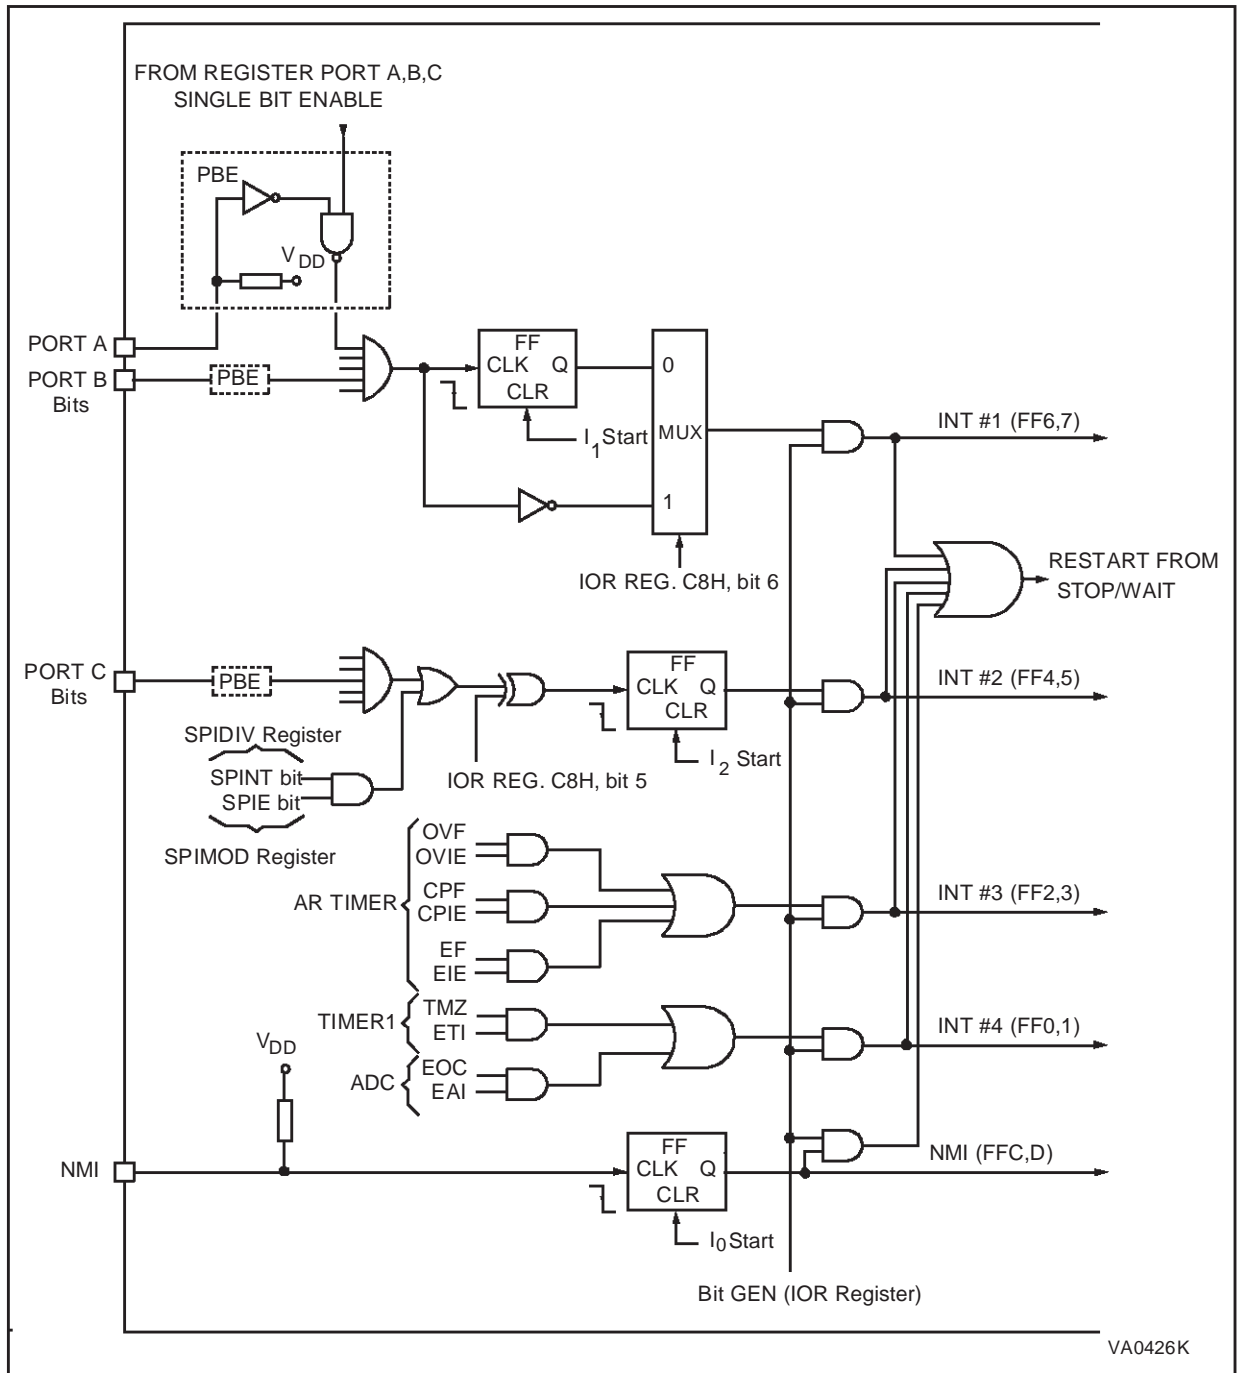 FROM REGISTER PORT A,B,C
SINGLE BIT ENABLE
PBE
VDD
PORT A
PORT B
Bits
PBE
FF
CLK Q
CLR
I1Start
0
MUX
1
IOR REG. C8H, bit 6
INT #1 (FF6,7)
RESTART FROM
STOP/WAIT
PORT C
Bits
PBE
FF
CLK Q
CLR
I2 Start
INT #2 (FF4,5)
SPIDIV Register
SPINT bit
SPIE bit
SPIMOD Register
IOR REG. C8H, bit 5
AR TIMER
OVF
OVIE
CPF
CPIE
EF
EIE
INT #3 (FF2,3)
TIMER1
TMZ
ETI
INT #4 (FF0,1)
ADC
EOC
EAI
VDD
NMI
FF
CLK Q
CLR
I0Start
NMI (FFC,D)
Bit GEN (IOR Register)
VA0426K